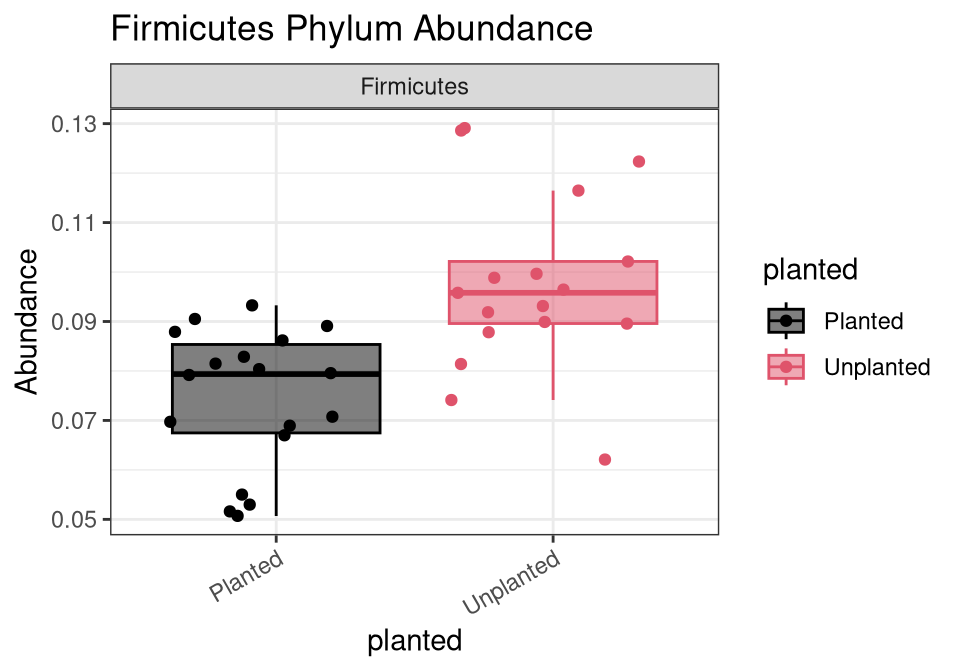 Firmicutes Phylum Abundance
Firmicutes
0.13
0.11
0.09
0.07
0.05
Abundance
Planted
Unplanted
planted
planted
Planted
Unplanted